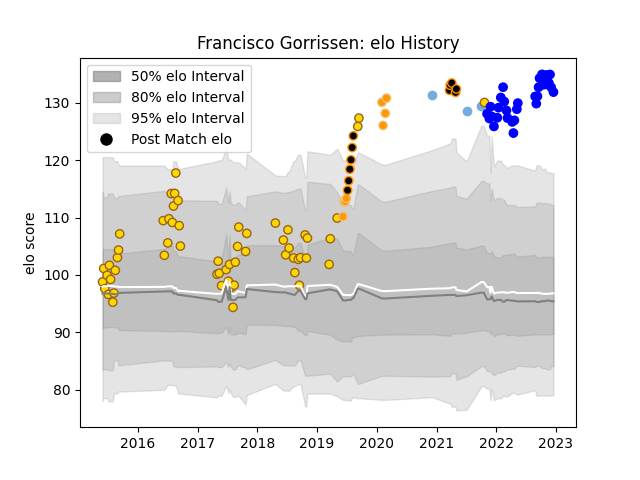 Francisco Gorrissen: elo History
50% elo Interval
80% elo Interval
95% elo Interval
Post Match elo
elo score
130
120
110
100
90
80
2016
2017
2018
2019
2020
2021
2022
2023